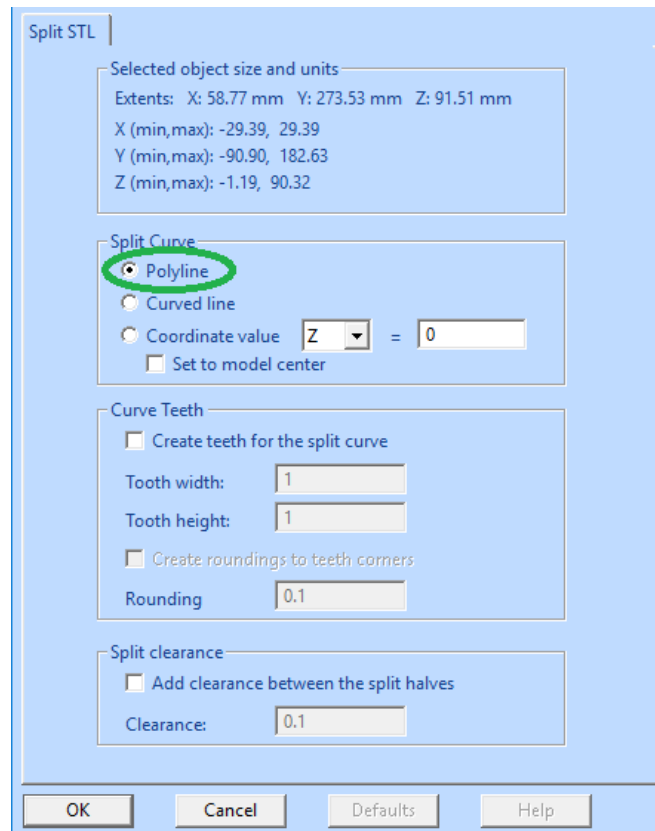 Split STL
Selected object size and units
Extents: X: 58.77 mm Y: 273.53 mm Z: 91.51 mm
X (min,max): -29.39, 29.39
Y (min,max): -90.90, 182.63
Z (min,max): -1.19, 90.32
Split Curve
Polyline
Curved line
Coordinate value Z = 0
Set to model center
Curve Teeth
Create teeth for the split curve
Tooth width: 1
Tooth height: 1
Create roundings to teeth corners
Rounding 0.1
Split clearance
Add clearance between the split halves
Clearance: 0.1
OK Cancel Defaults Help